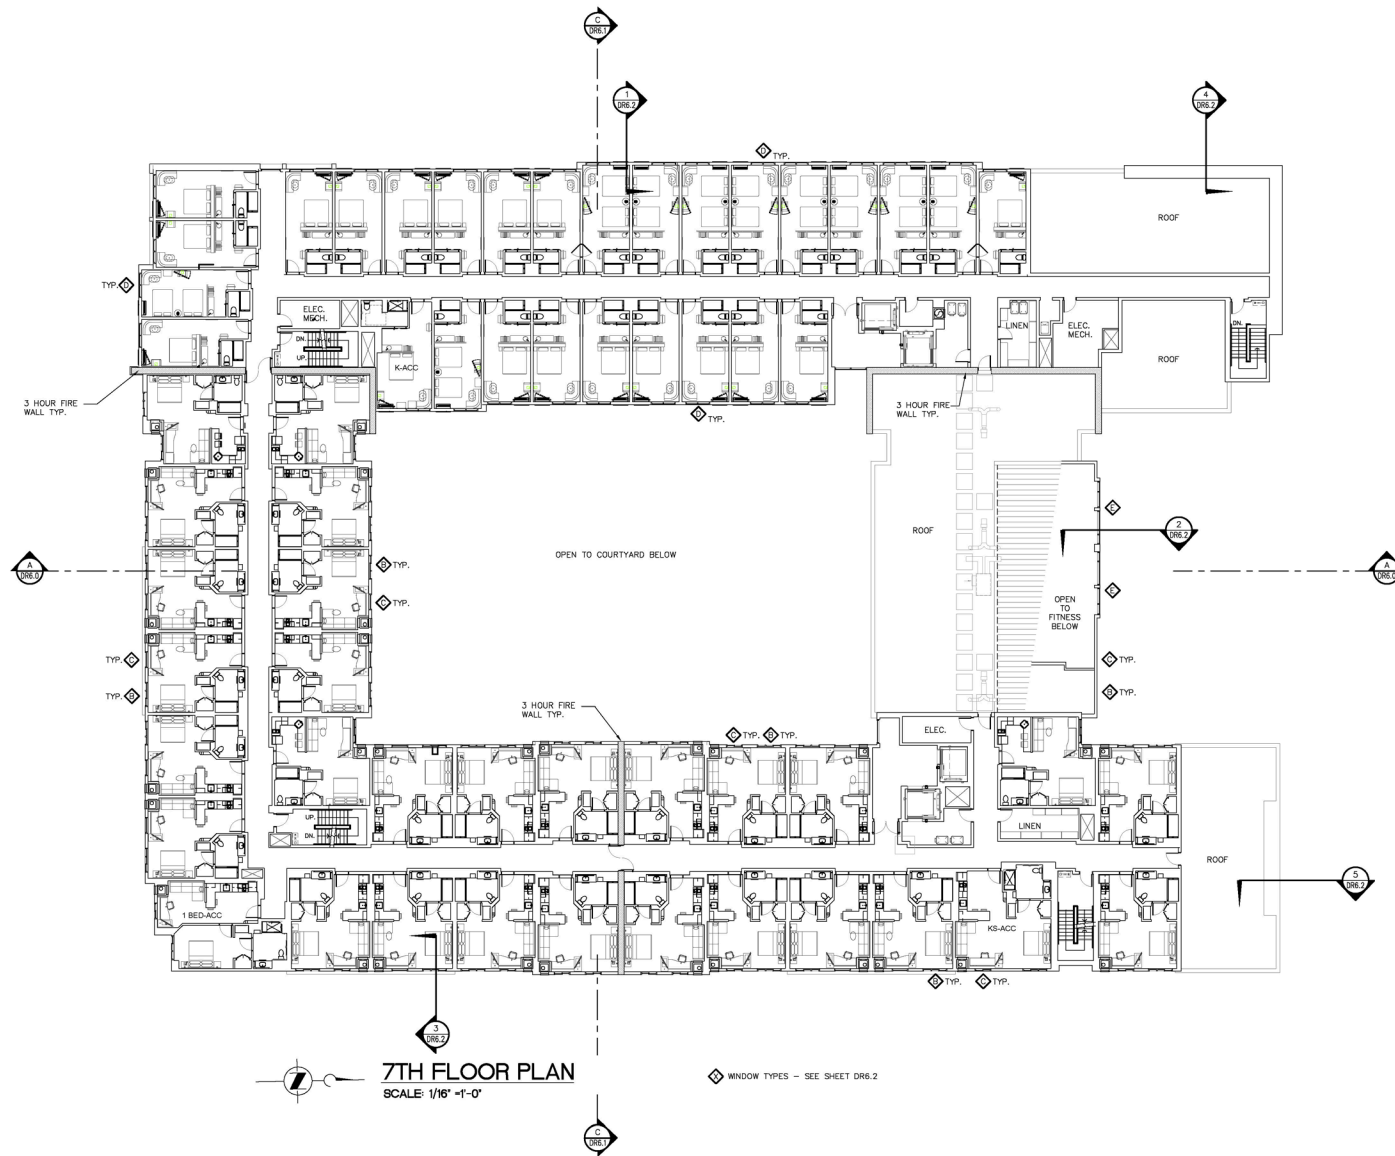 C
DR6.1
1
DR6.2
4
DR6.2
D TYP.
ROOF
TYP. D
ELEC.
MECH.
DN.
UP.
K-ACC
LINEN
ELEC.
MECH.
DN.
ROOF
3 HOUR FIRE
WALL TYP.
D TYP.
3 HOUR FIRE
WALL TYP.
E
ROOF
2
DR6.2
OPEN TO COURTYARD BELOW
A
DR6.0
B TYP.
A
DR6.0
E
C TYP.
OPEN
TO
FITNESS
BELOW
TYP. C
C TYP.
TYP. B
B TYP.
3 HOUR FIRE
WALL TYP.
C TYP. B TYP.
ELEC.
UP.
DN.
LINEN
ROOF
5
DR6.2
1 BED-ACC
KS-ACC
B TYP. C TYP.
3
DR6.2
7TH FLOOR PLAN
SCALE: 1/16" =1'-0"
X WINDOW TYPES - SEE SHEET DR6.2
C
DR6.1